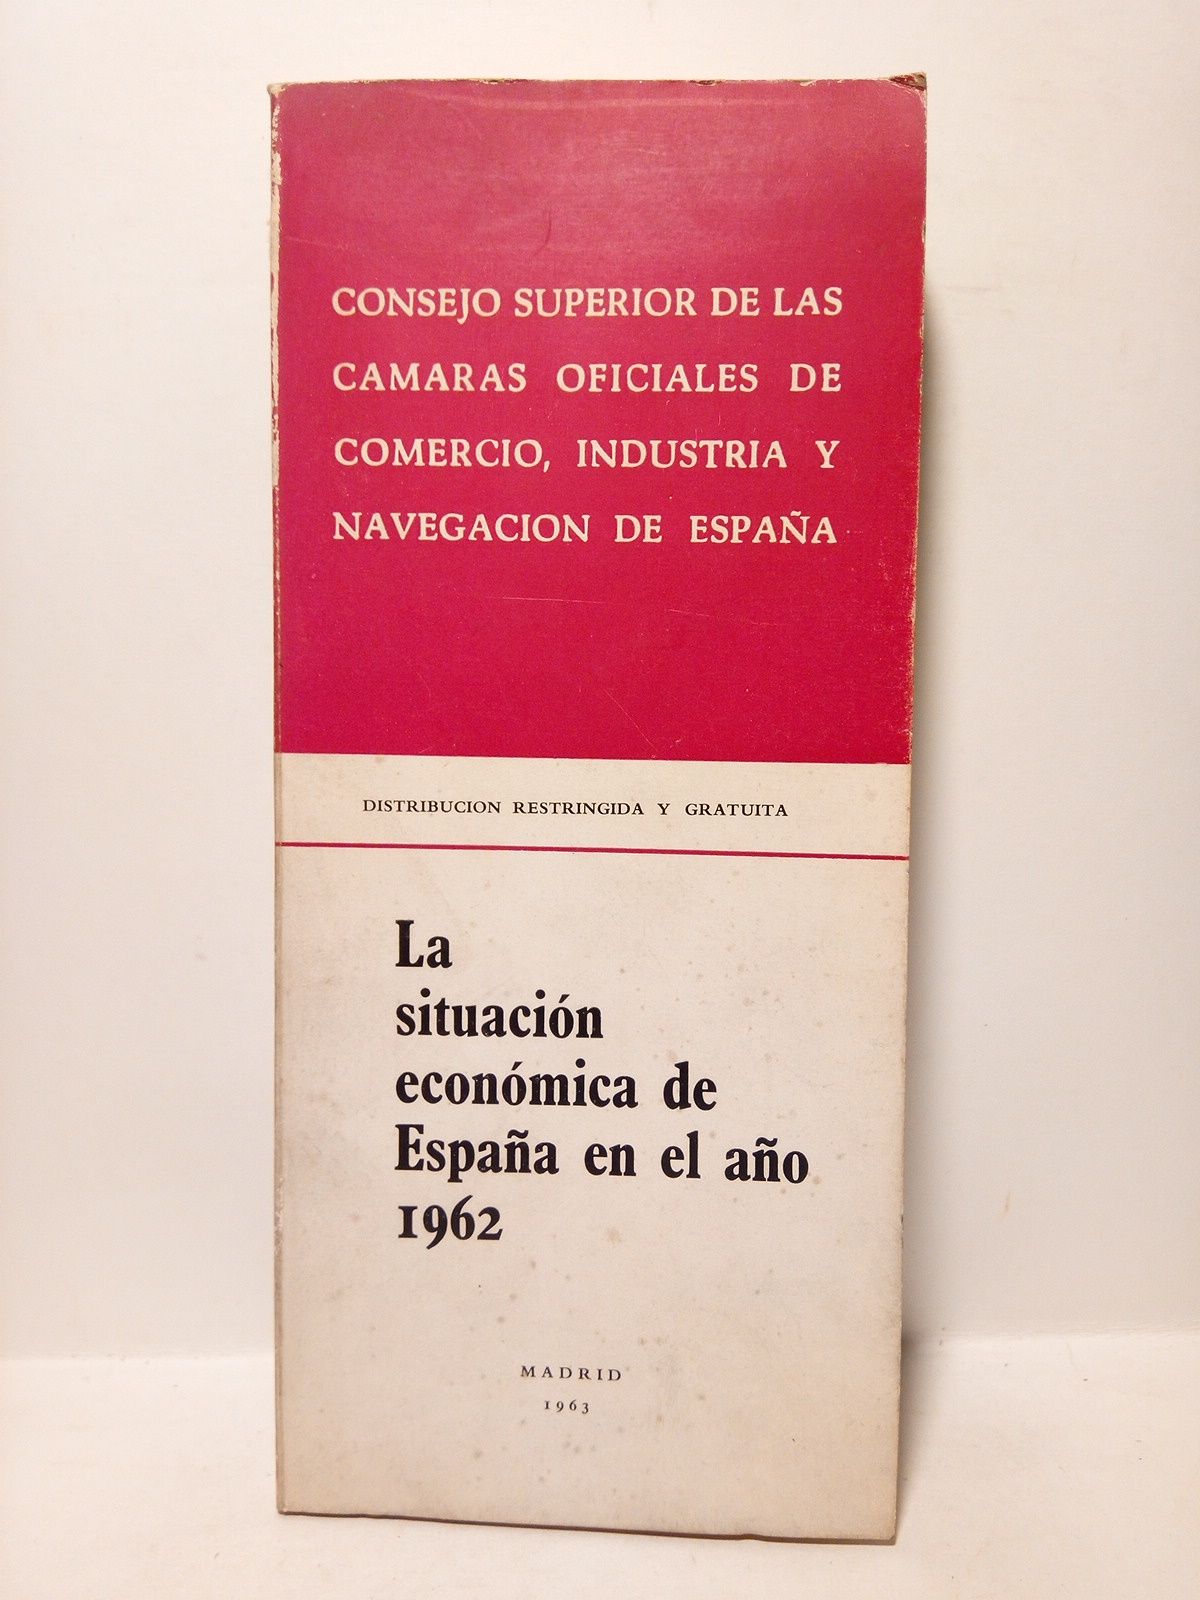 CONSEJO SUPERIOR DE LAS
CAMARAS OFICIALES DE
COMERCIO, INDUSTRIA Y
NAVEGACION DE ESPAÑA
DISTRIBUCION RESTRINGIDA Y GRATUITA
La
situación
económica de
España en el año
1962
MADRID
1963